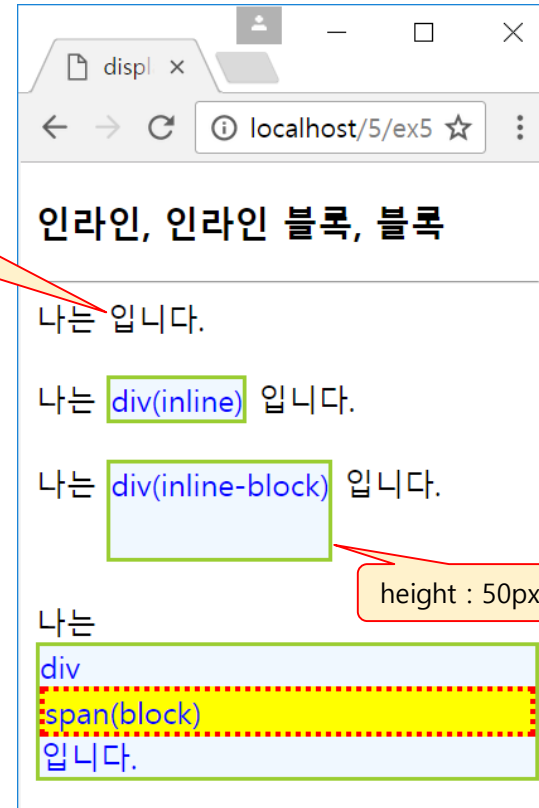 displ
localhost/5/ex5
인라인, 인라인 블록, 블록
나는 입니다.
나는 div(inline) 입니다.
나는 div(inline-block) 입니다.
height : 50px
나는
div
span(block)
입니다.